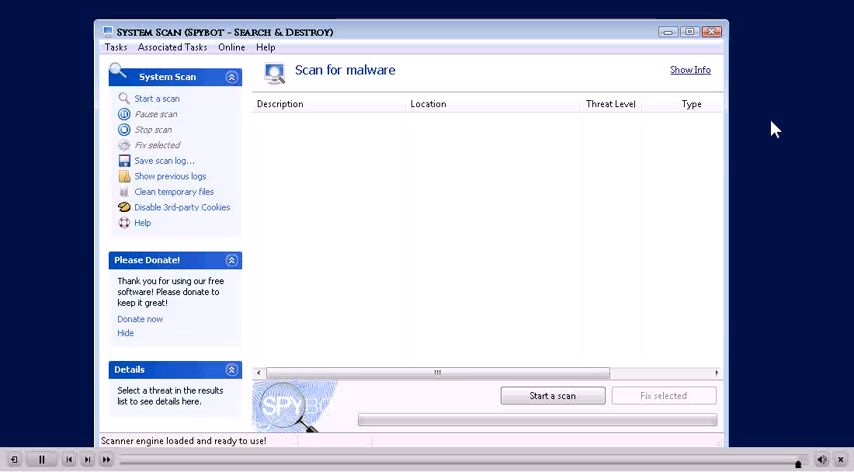 System Scan (Spybot - Search & Destroy)
Tasks Associated Tasks Online Help
System Scan
Start a scan
Pause scan
Stop scan
Fix selected
Save scan log...
Show previous logs
Clean temporary files
Disable 3rd-party Cookies
Help
Please Donate!
Thank you for using our free
software! Please donate to
keep it great!
Donate now
Hide
Details
Select a threat in the results
list to see details here.
Scan for malware
Show Info
Description Location Threat Level Type
SPYBO
Start a scan Fix selected
Scanner engine loaded and ready to use!